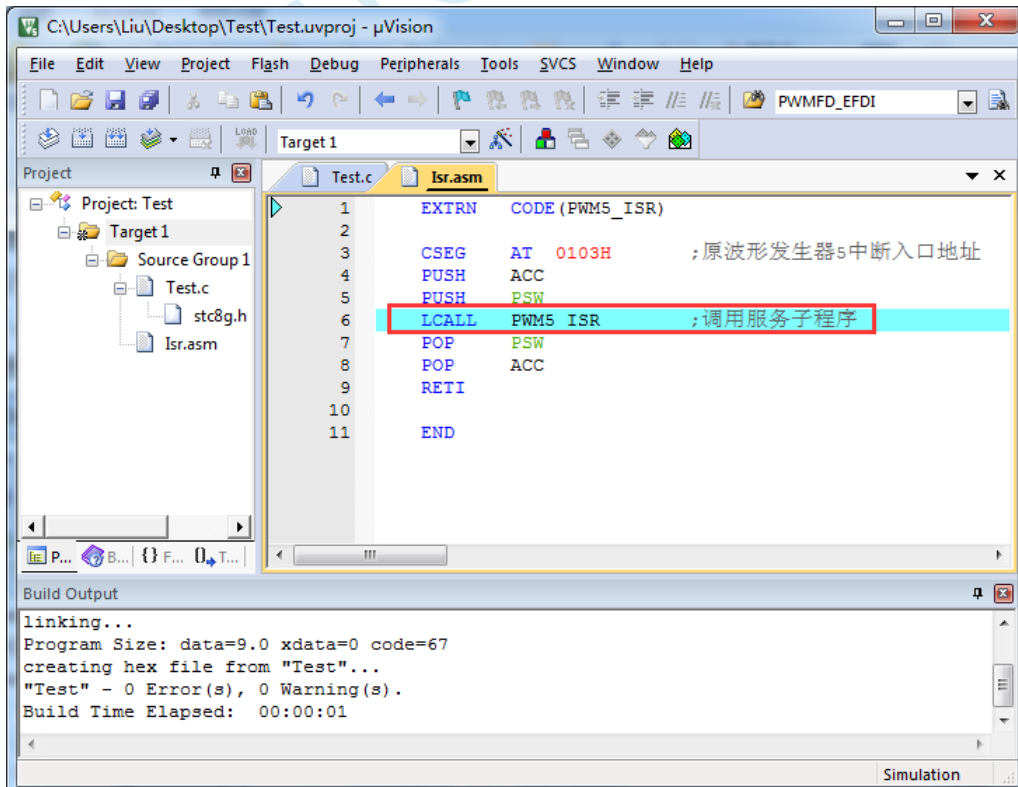 C:\Users\Liu\Desktop\Test\Test.uvproj - µVision
File Edit View Project Flash Debug Peripherals Tools SVCS Window Help
PWMFD_EFDI
LOAD Target 1
Project
Test.c Isr.asm
Project: Test
Target 1
Source Group 1
Test.c
stc8g.h
Isr.asm
1 EXTRN CODE(PWM5_ISR)
2
3 CSEG AT 0103H ;原波形发生器5中断入口地址
4 PUSH ACC
5 PUSH PSW
6 LCALL PWM5 ISR ;调用服务子程序
7 POP PSW
8 POP ACC
9 RETI
10
11 END
P... B... {} F... 0 T...
Build Output
linking...
Program Size: data=9.0 xdata=0 code=67
creating hex file from "Test"...
"Test" - 0 Error(s), 0 Warning(s).
Build Time Elapsed: 00:00:01
Simulation